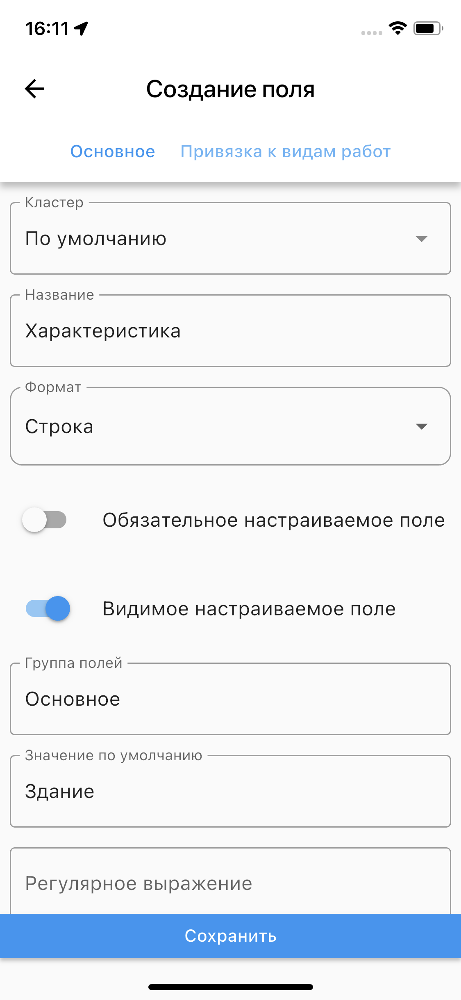 16:11
Создание поля
Основное Привязка к видам работ
Кластер
По умолчанию
Название
Характеристика
Формат
Строка
Обязательное настраиваемое поле
Видимое настраиваемое поле
Группа полей
Основное
Значение по умолчанию
Здание
Регулярное выражение
Сохранить